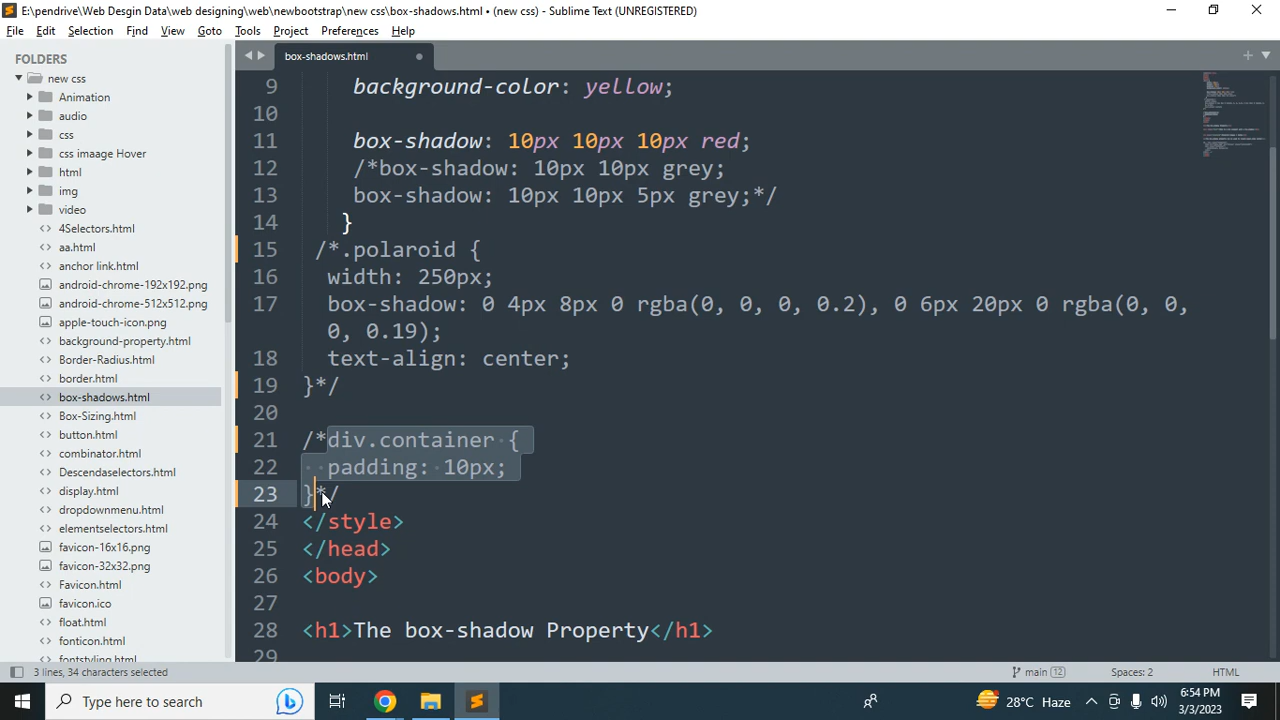 E:\pendrive\Web Desgin Data\web designing\web\newbootstrap\new css\box-shadows.html • (new css) - Sublime Text (UNREGISTERED)
File Edit Selection Find View Goto Tools Project Preferences Help
FOLDERS
new css
Animation
audio
css
css imaage Hover
html
img
video
4Selectors.html
aa.html
anchor link.html
android-chrome-192x192.png
android-chrome-512x512.png
apple-touch-icon.png
background-property.html
Border-Radius.html
border.html
box-shadows.html
Box-Sizing.html
button.html
combinator.html
Descendaselectors.html
display.html
dropdownmenu.html
elementselectors.html
favicon-16x16.png
favicon-32x32.png
Favicon.html
favicon.ico
float.html
fonticon.html
fontstyling.html
box-shadows.html
9 background-color: yellow;
10
11 box-shadow: 10px 10px 10px red;
12 /*box-shadow: 10px 10px grey;
13 box-shadow: 10px 10px 5px grey;*/
14 }
15 /*.polaroid {
16 width: 250px;
17 box-shadow: 0 4px 8px 0 rgba(0, 0, 0, 0.2), 0 6px 20px 0 rgba(0, 0,
0, 0.19);
18 text-align: center;
19 }*/
20
21 /*div.container {
22 padding: 10px;
23 }*/
24 </style>
25 </head>
26 <body>
27
28 <h1>The box-shadow Property</h1>
29
3 lines, 34 characters selected
main 12
Spaces: 2
HTML
Type here to search
28°C Haze
6:54 PM
3/3/2023